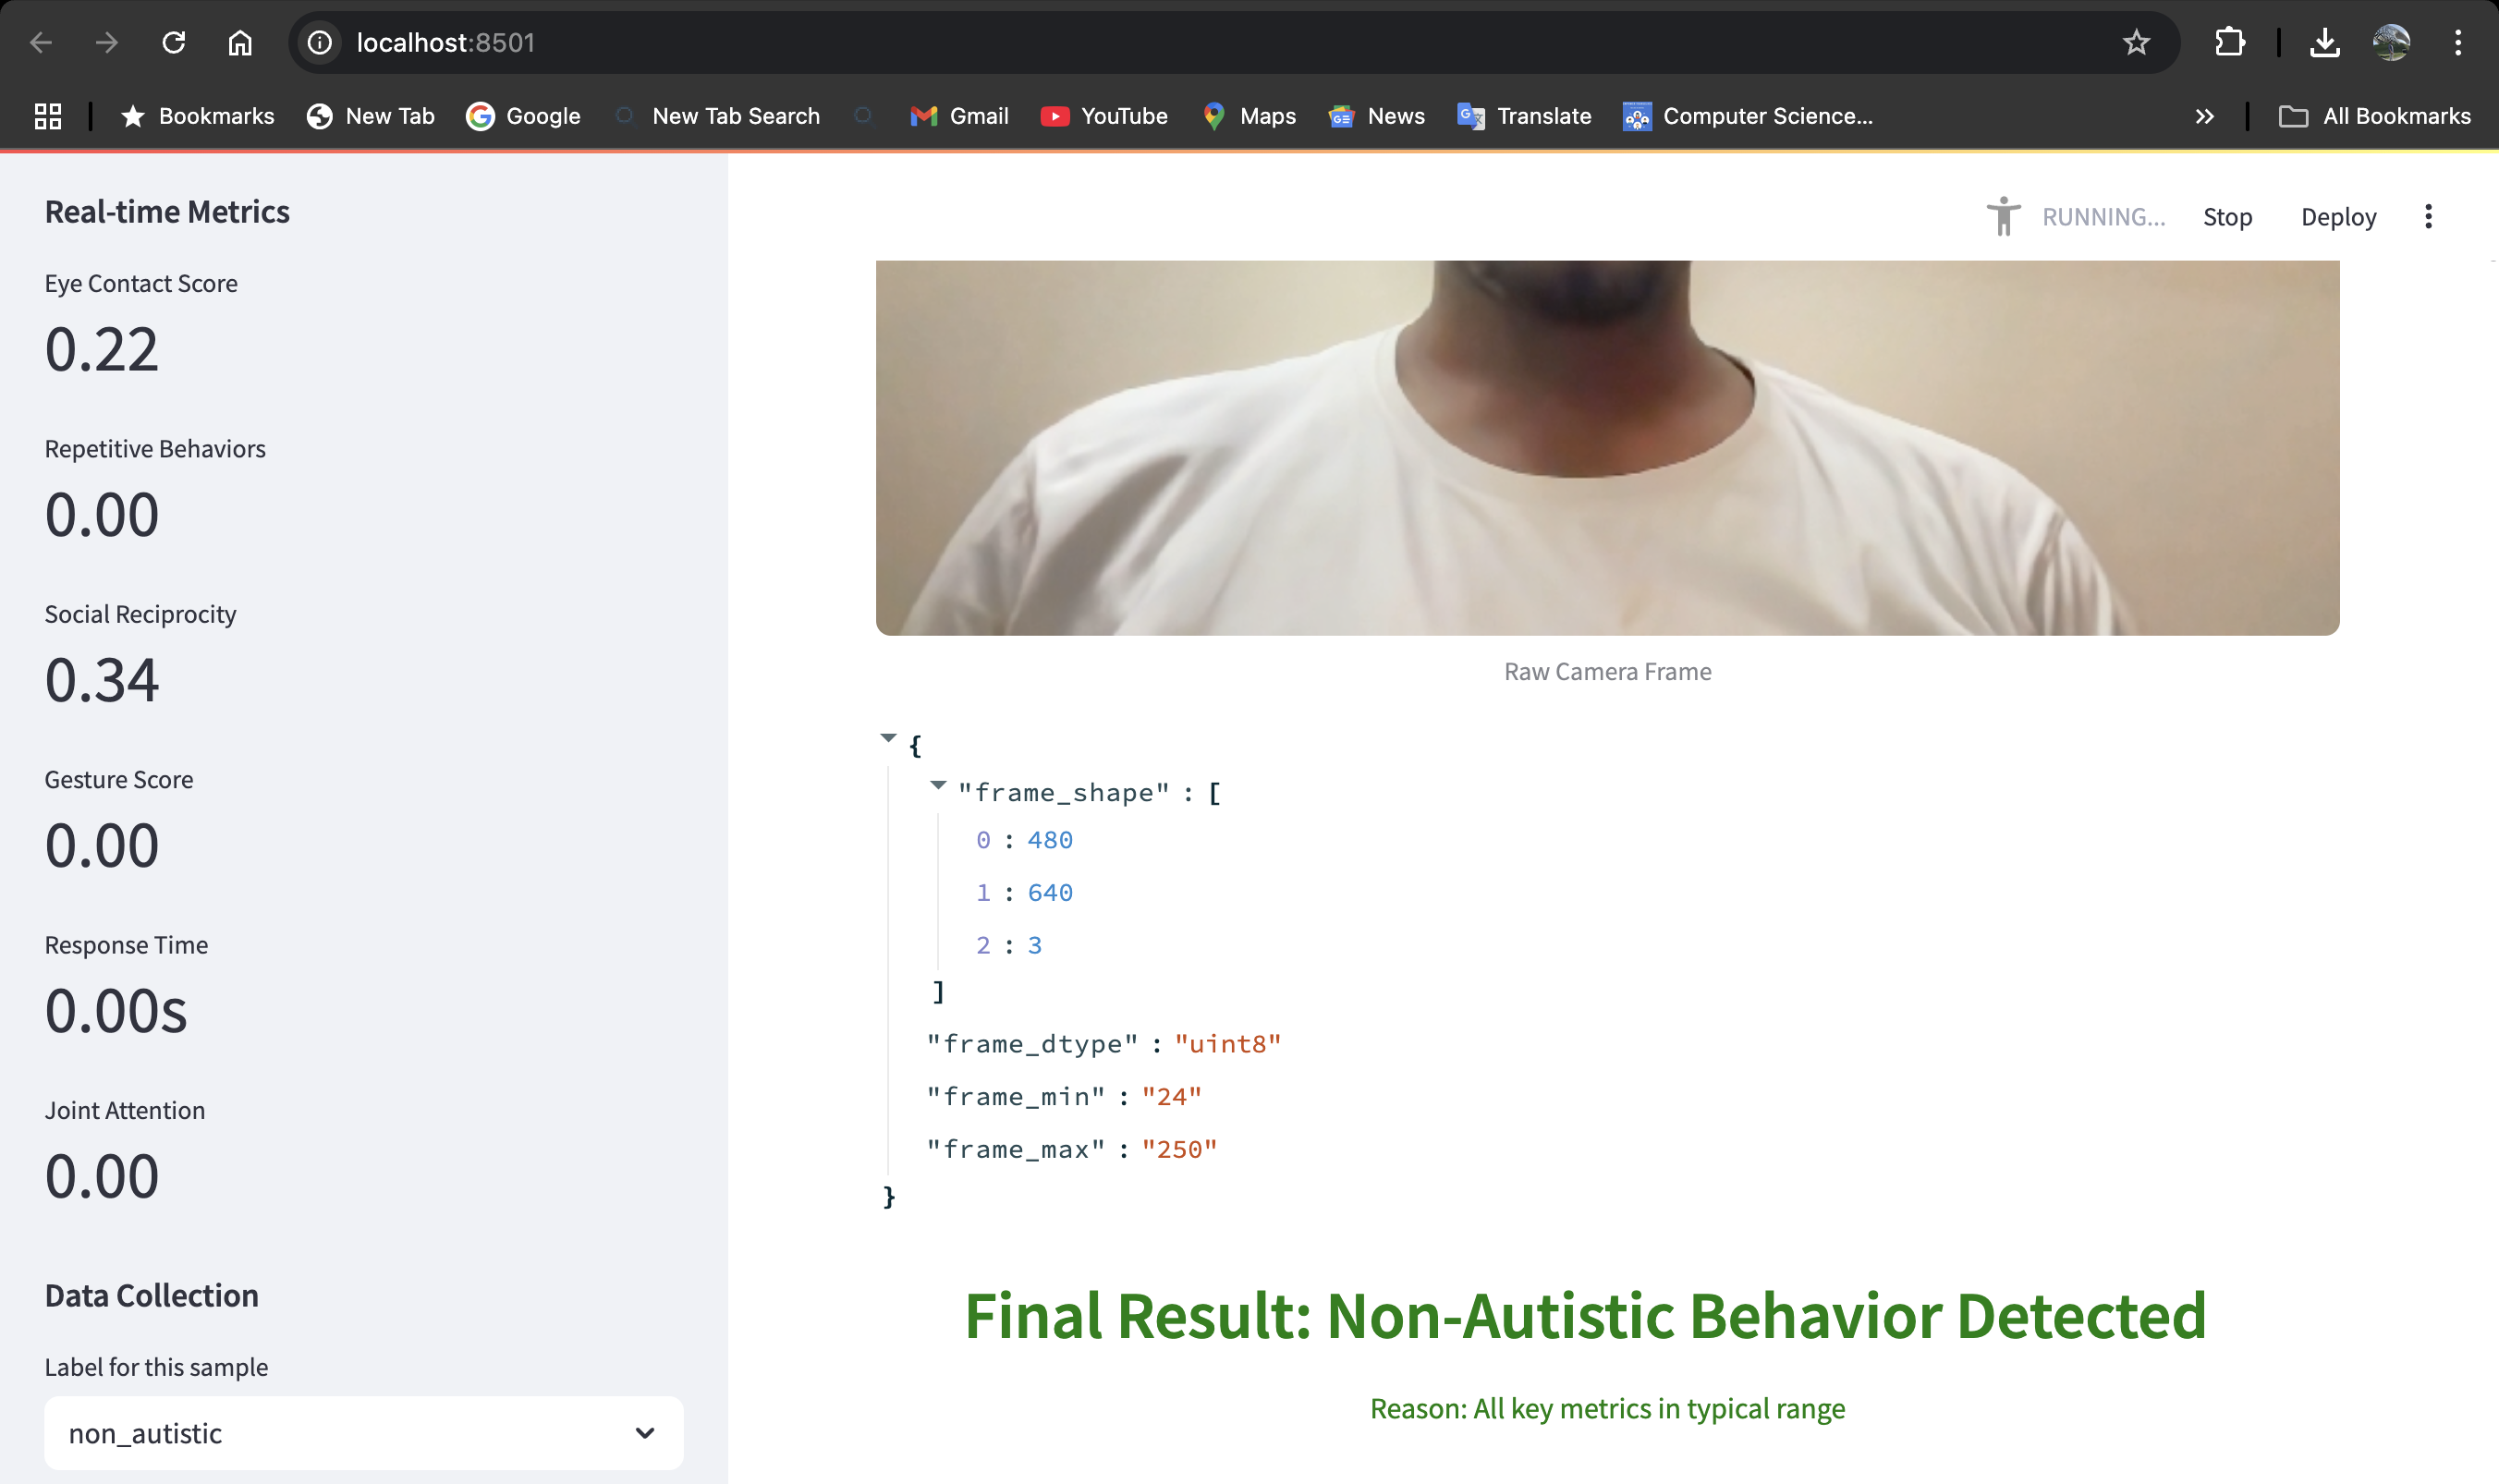 localhost:8501
Bookmarks New Tab Google New Tab Search Gmail YouTube Maps News Translate Computer Science... All Bookmarks
Real-time Metrics
Eye Contact Score
0.22
Repetitive Behaviors
0.00
Social Reciprocity
0.34
Gesture Score
0.00
Response Time
0.00s
Joint Attention
0.00
Data Collection
Label for this sample
non_autistic
RUNNING... Stop Deploy
Raw Camera Frame
{
"frame_shape" : [
0 : 480
1 : 640
2 : 3
]
"frame_dtype" : "uint8"
"frame_min" : "24"
"frame_max" : "250"
}
Final Result: Non-Autistic Behavior Detected
Reason: All key metrics in typical range